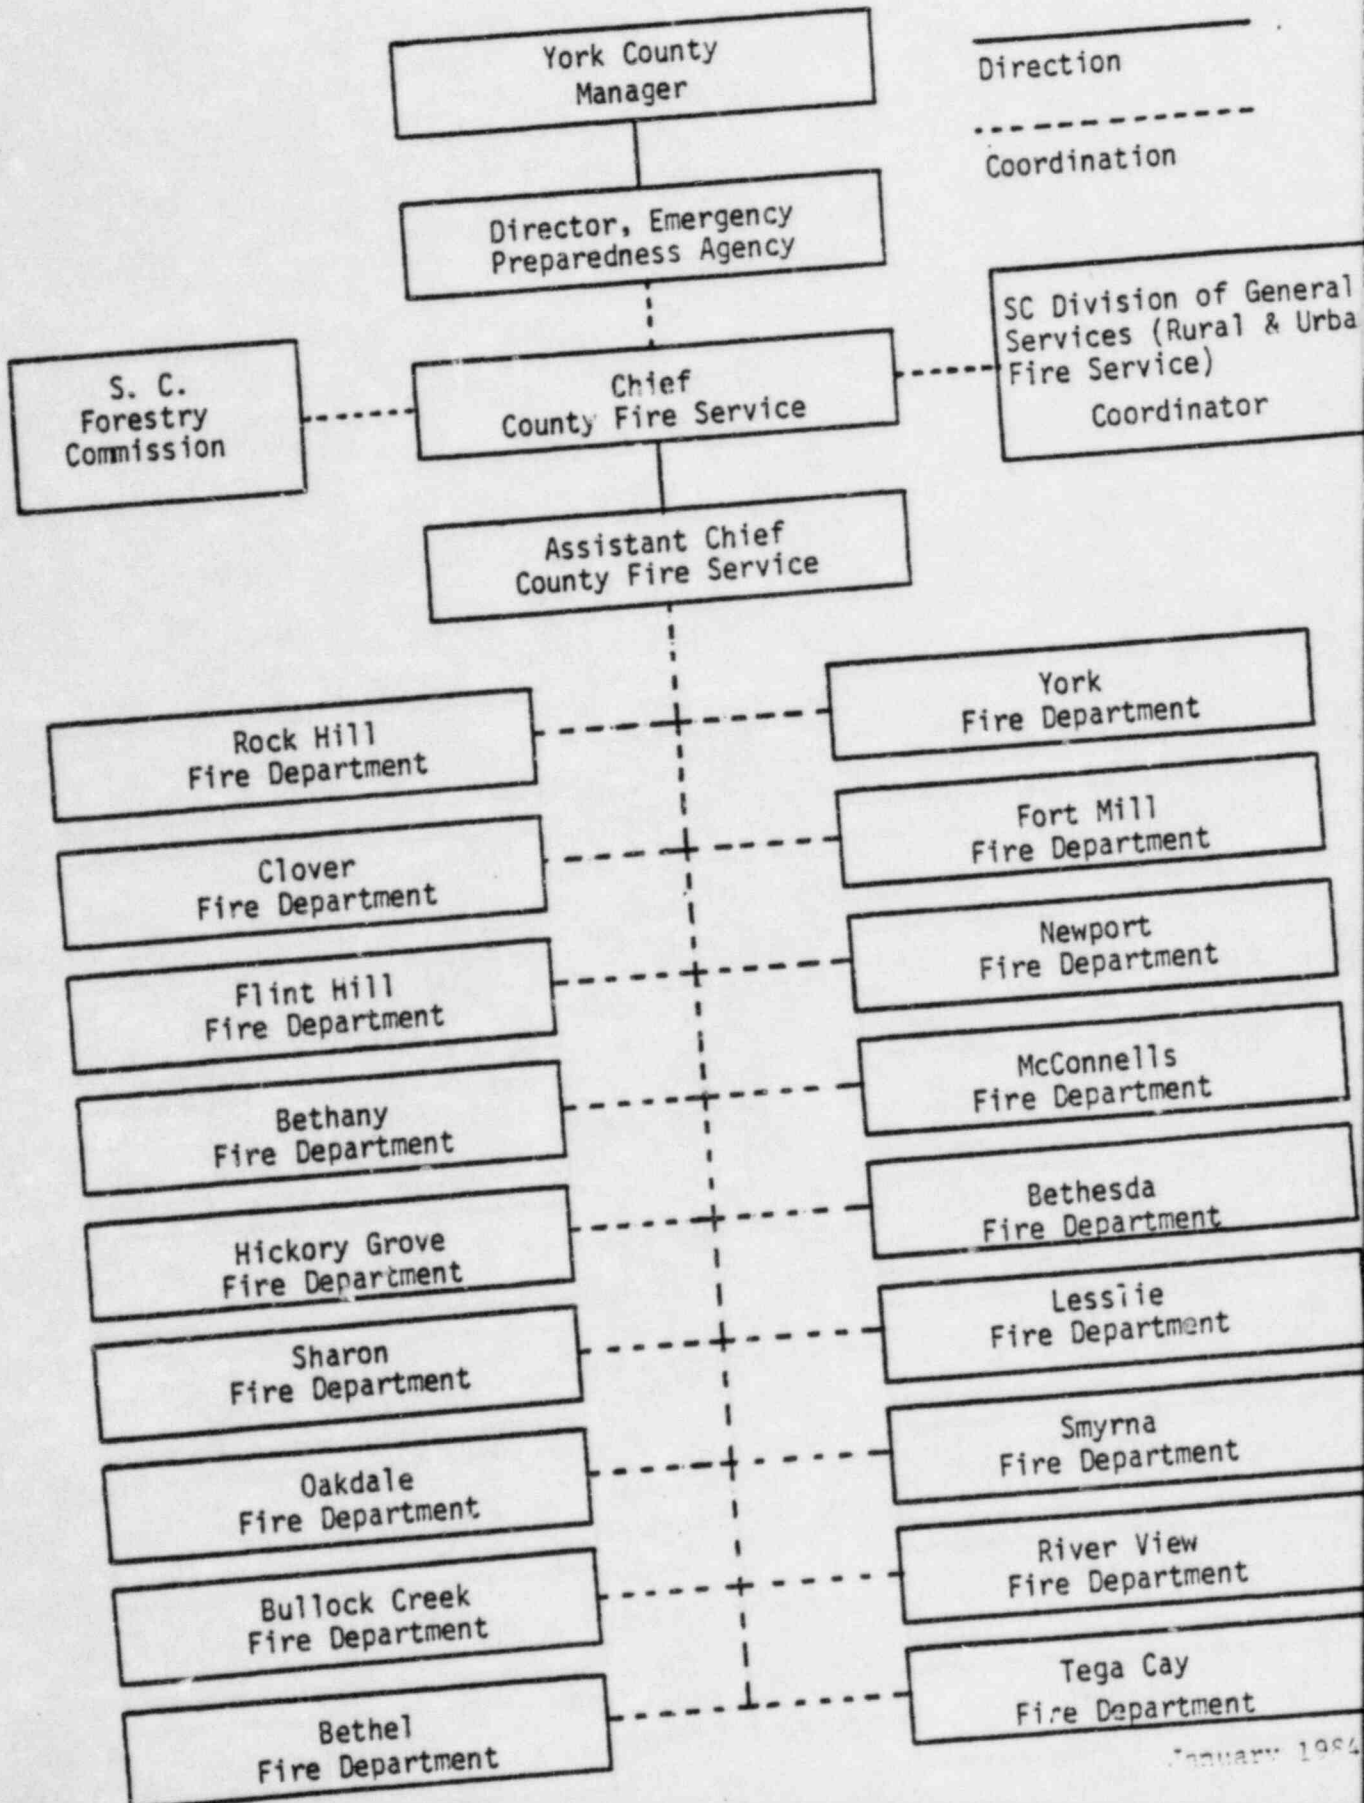 York County
Manager
Direction
Coordination
Director, Emergency
Preparedness Agency
SC Division of General
Services (Rural & Urba
Fire Service)
Coordinator
S. C.
Forestry
Commission
Chief
County Fire Service
Assistant Chief
County Fire Service
Rock Hill
Fire Department
York
Fire Department
Clover
Fire Department
Fort Mill
Fire Department
Flint Hill
Fire Department
Newport
Fire Department
Bethany
Fire Department
McConnells
Fire Department
Hickory Grove
Fire Department
Bethesda
Fire Department
Sharon
Fire Department
Lesslie
Fire Department
Oakdale
Fire Department
Smyrna
Fire Department
Bullock Creek
Fire Department
River View
Fire Department
Bethel
Fire Department
Tega Cay
Fire Department
January 1984